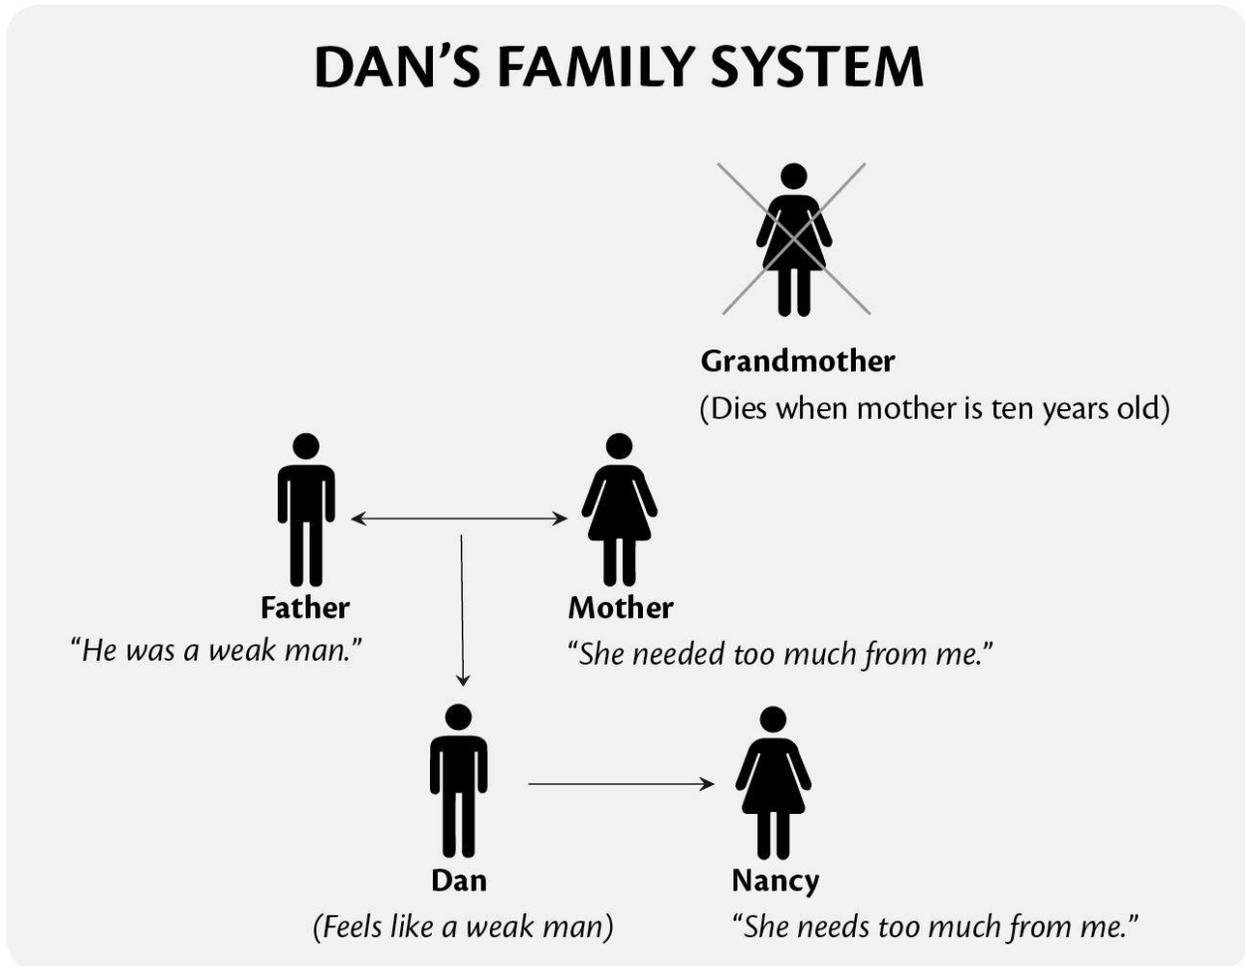 DAN’S FAMILY SYSTEM
Grandmother
(Dies when mother is ten years old)
Father
“He was a weak man.”
Mother
“She needed too much from me.”
Dan
(Feels like a weak man)
Nancy
“She needs too much from me.”